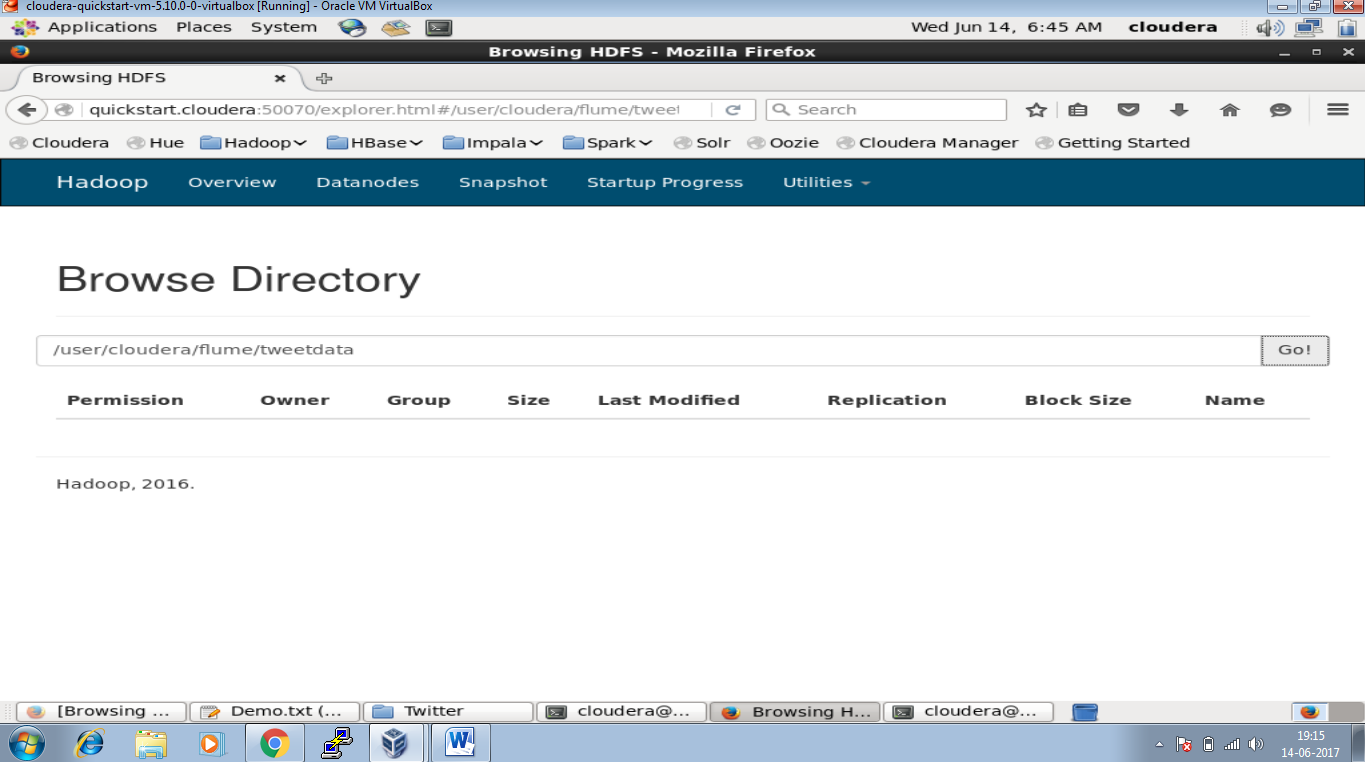 cloudera-quickstart-vm-5.10.0-0-virtualbox [Running] - Oracle VM VirtualBox
Applications Places System Wed Jun 14, 6:45 AM cloudera
Browsing HDFS - Mozilla Firefox
Browsing HDFS
quickstart.cloudera:50070/explorer.html#/user/cloudera/flume/tweet Search
Cloudera Hue Hadoop HBase Impala Spark Solr Oozie Cloudera Manager Getting Started
Hadoop Overview Datanodes Snapshot Startup Progress Utilities
Browse Directory
/user/cloudera/flume/tweetdata Go!
Permission Owner Group Size Last Modified Replication Block Size Name
Hadoop, 2016.
[Browsing ... Demo.txt (... Twitter cloudera@... Browsing H... cloudera@...
19:15
14-06-2017